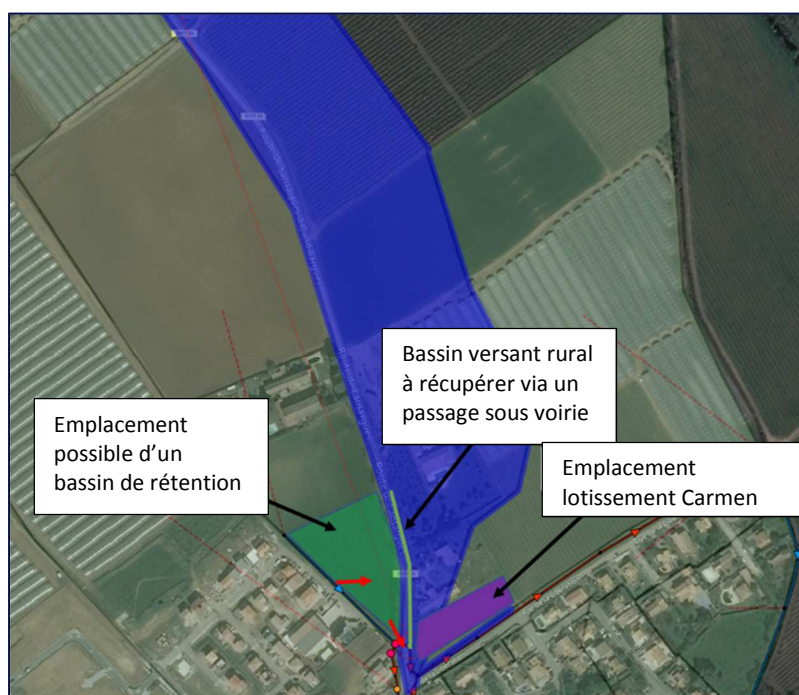 Bassin versant rural
à récupérer via un
passage sous voirie
Emplacement
possible d'un
bassin de rétention
Emplacement
lotissement Carmen